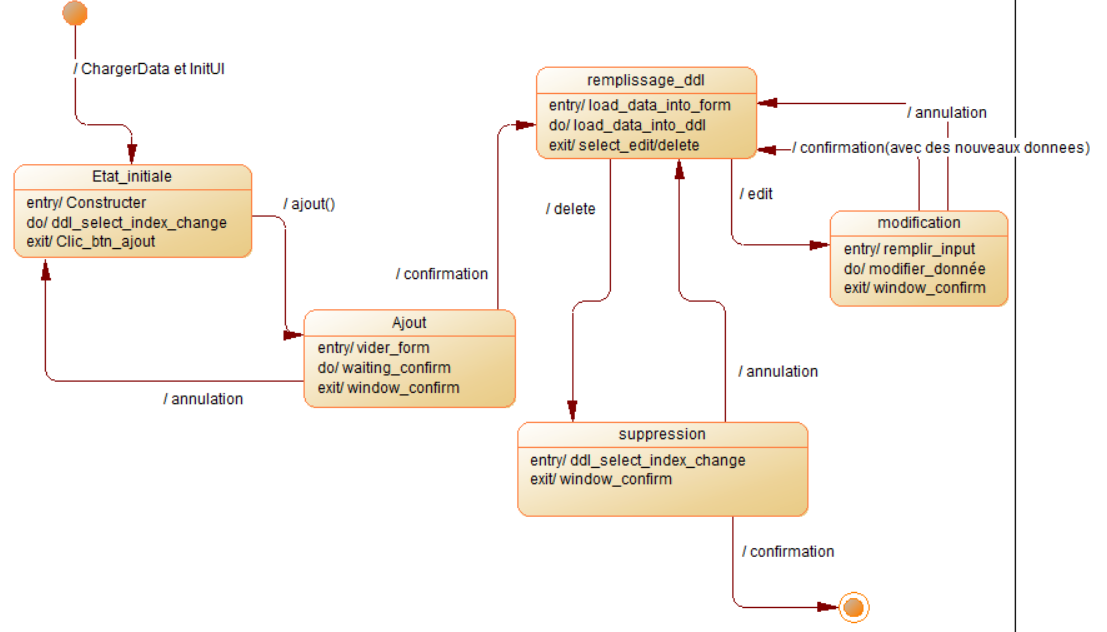 / ChargerData et InitUI
Etat_initiale
entry/ Constructer
do/ ddl_select_index_change
exit/ Clic_btn_ajout
/ ajout()
/ annulation
Ajout
entry/ vider_form
do/ waiting_confirm
exit/ window_confirm
/ confirmation
remplissage_ddl
entry/ load_data_into_form
do/ load_data_into_ddl
exit/ select_edit/delete
/ annulation
/ confirmation(avec des nouveaux donnees)
/ edit
/ delete
modification
entry/ remplir_input
do/ modifier_donnée
exit/ window_confirm
/ annulation
suppression
entry/ ddl_select_index_change
exit/ window_confirm
/ confirmation